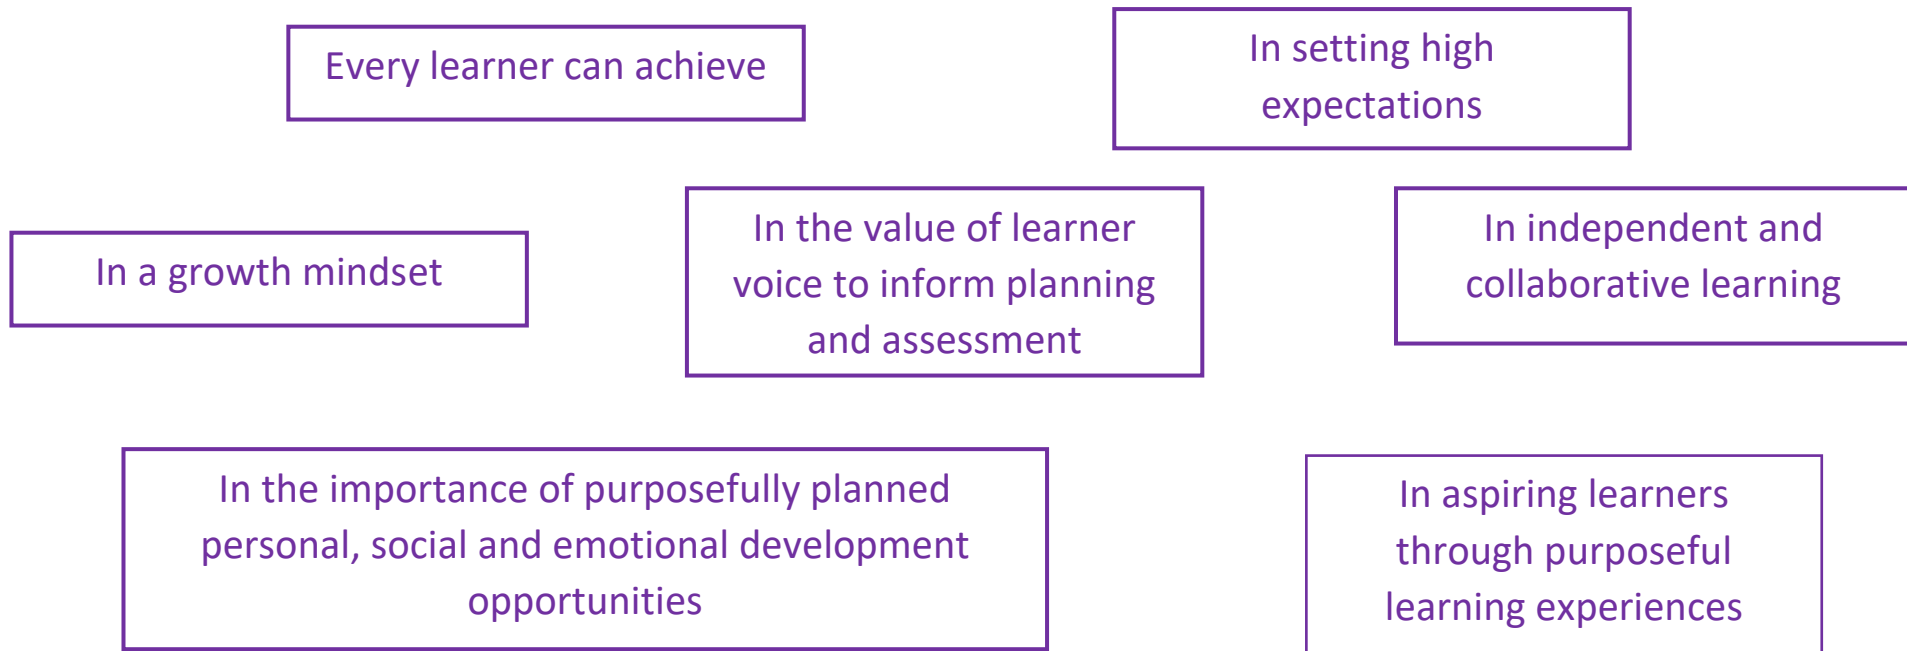 Every learner can achieve
In setting high
expectations
In a growth mindset
In the value of learner
voice to inform planning
and assessment
In independent and
collaborative learning
In the importance of purposefully planned
personal, social and emotional development
opportunities
In aspiring learners
through purposeful
learning experiences